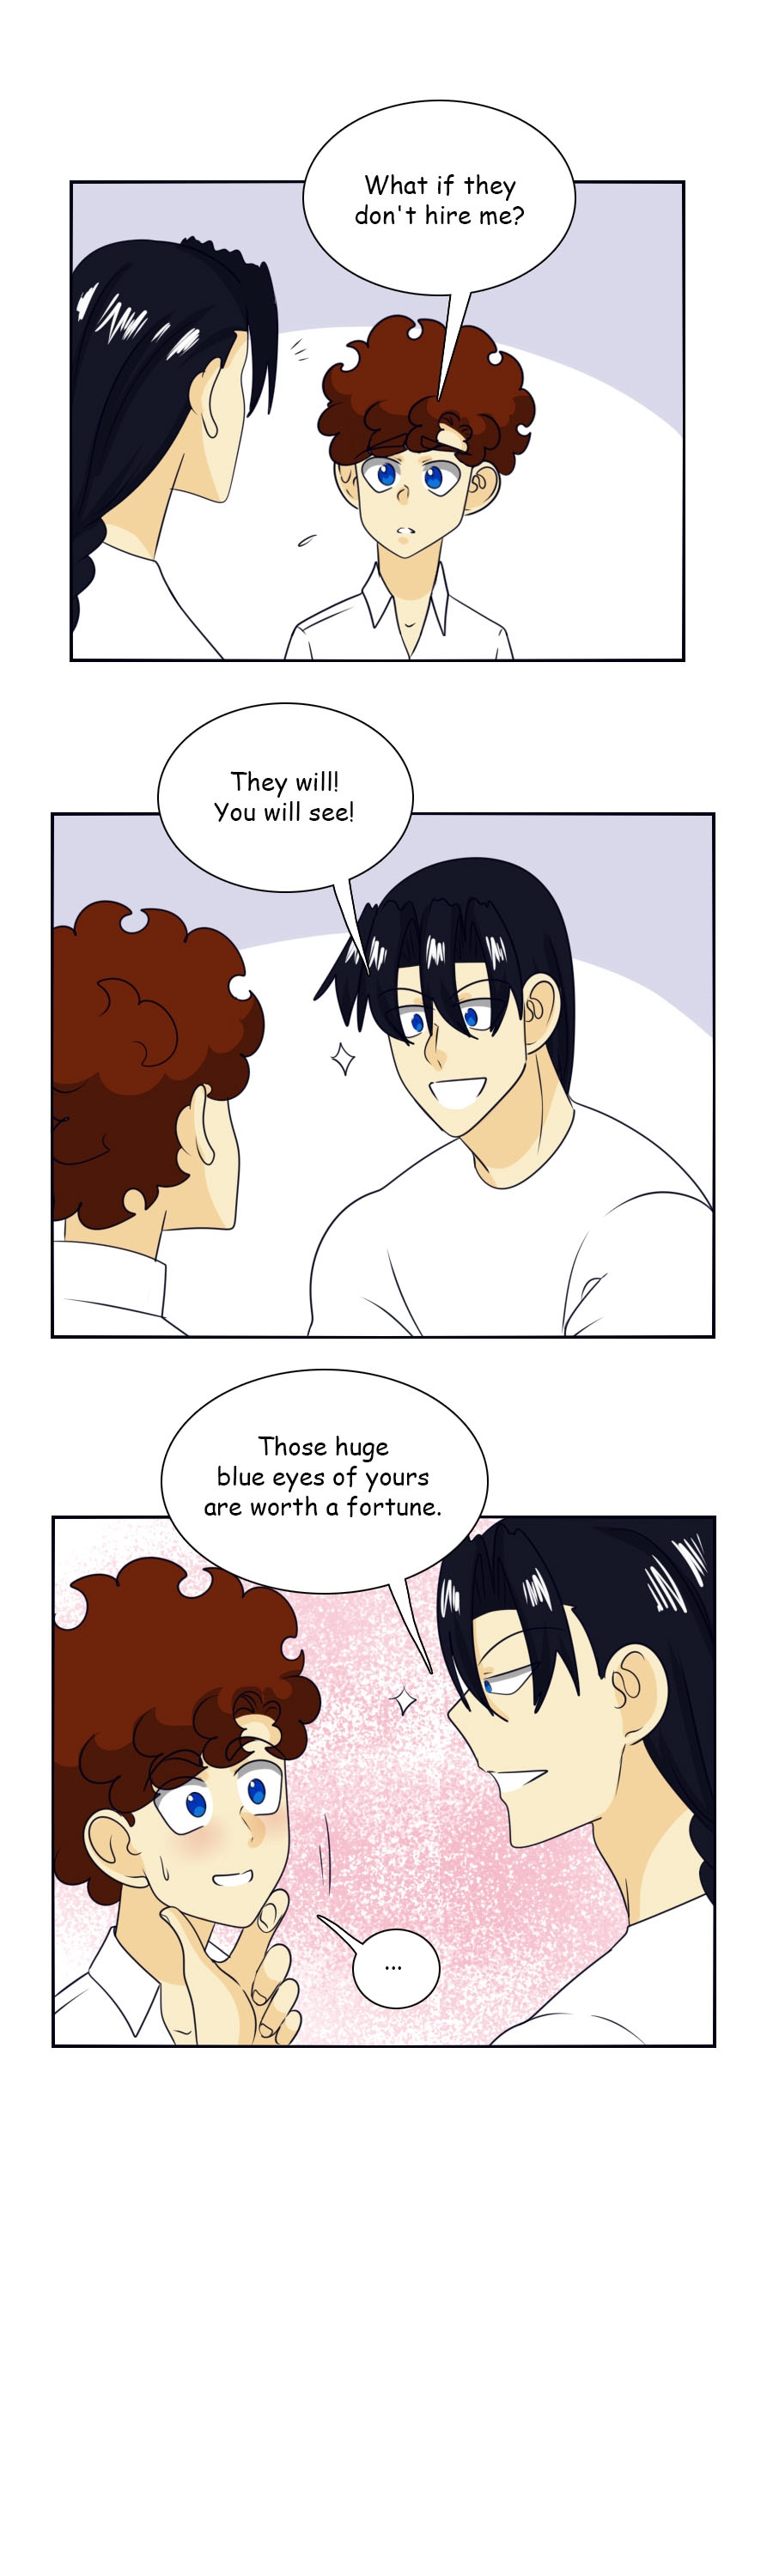 What if they
don't hire me?
They will!
You will see!
Those huge
blue eyes of yours
are worth a fortune.
...